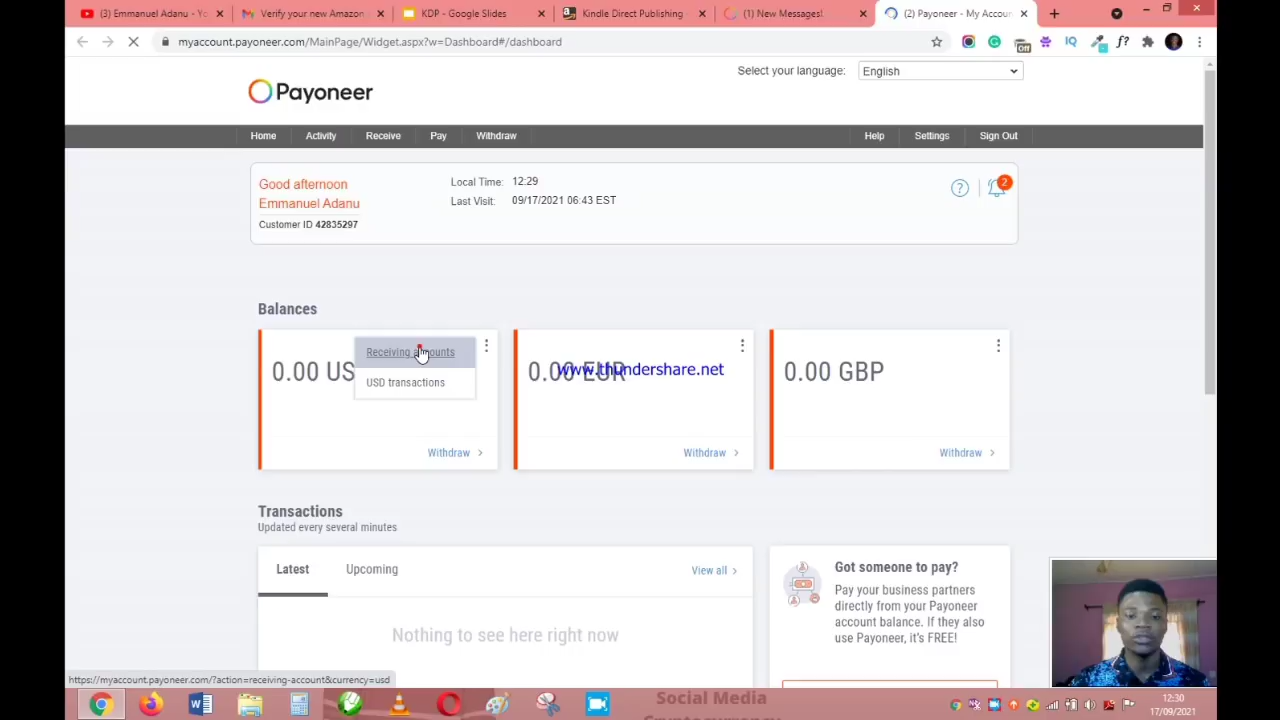 (3) Emmanuel Adanu - Yo
Verify your new Amazon
KDP - Google Slides
Kindle Direct Publishing
(1) New Messages!
(2) Payoneer - My Accoun
myaccount.payoneer.com/MainPage/Widget.aspx?w=Dashboard#/dashboard
Off
IQ
f?
Select your language:
English
Payoneer
Home
Activity
Receive
Pay
Withdraw
Help
Settings
Sign Out
Good afternoon
Emmanuel Adanu
Customer ID 42835297
Local Time: 12:29
Last Visit: 09/17/2021 06:43 EST
?
2
Balances
0.00 US
Receiving amounts
USD transactions
Withdraw >
0.00 EUR
www.thundershare.net
Withdraw >
0.00 GBP
Withdraw >
Transactions
Updated every several minutes
Latest
Upcoming
View all >
Nothing to see here right now
Got someone to pay?
Pay your business partners
directly from your Payoneer
account balance. If they also
use Payoneer, it's FREE!
https://myaccount.payoneer.com/?action=receiving-account&currency=usd
Social Media
Cryptocurrency
12:30
17/09/2021